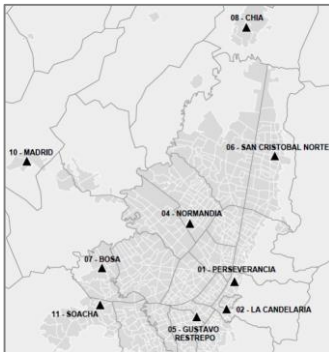 08 - CHIA
06 - SAN CRISTOBAL NORTE
10 - MADRID
04 - NORMANDIA
07 - BOSA
01 - PERSEVERANCIA
11 - SOACHA
02 - LA CANDELARIA
05 - GUSTAVO
RESTREPO